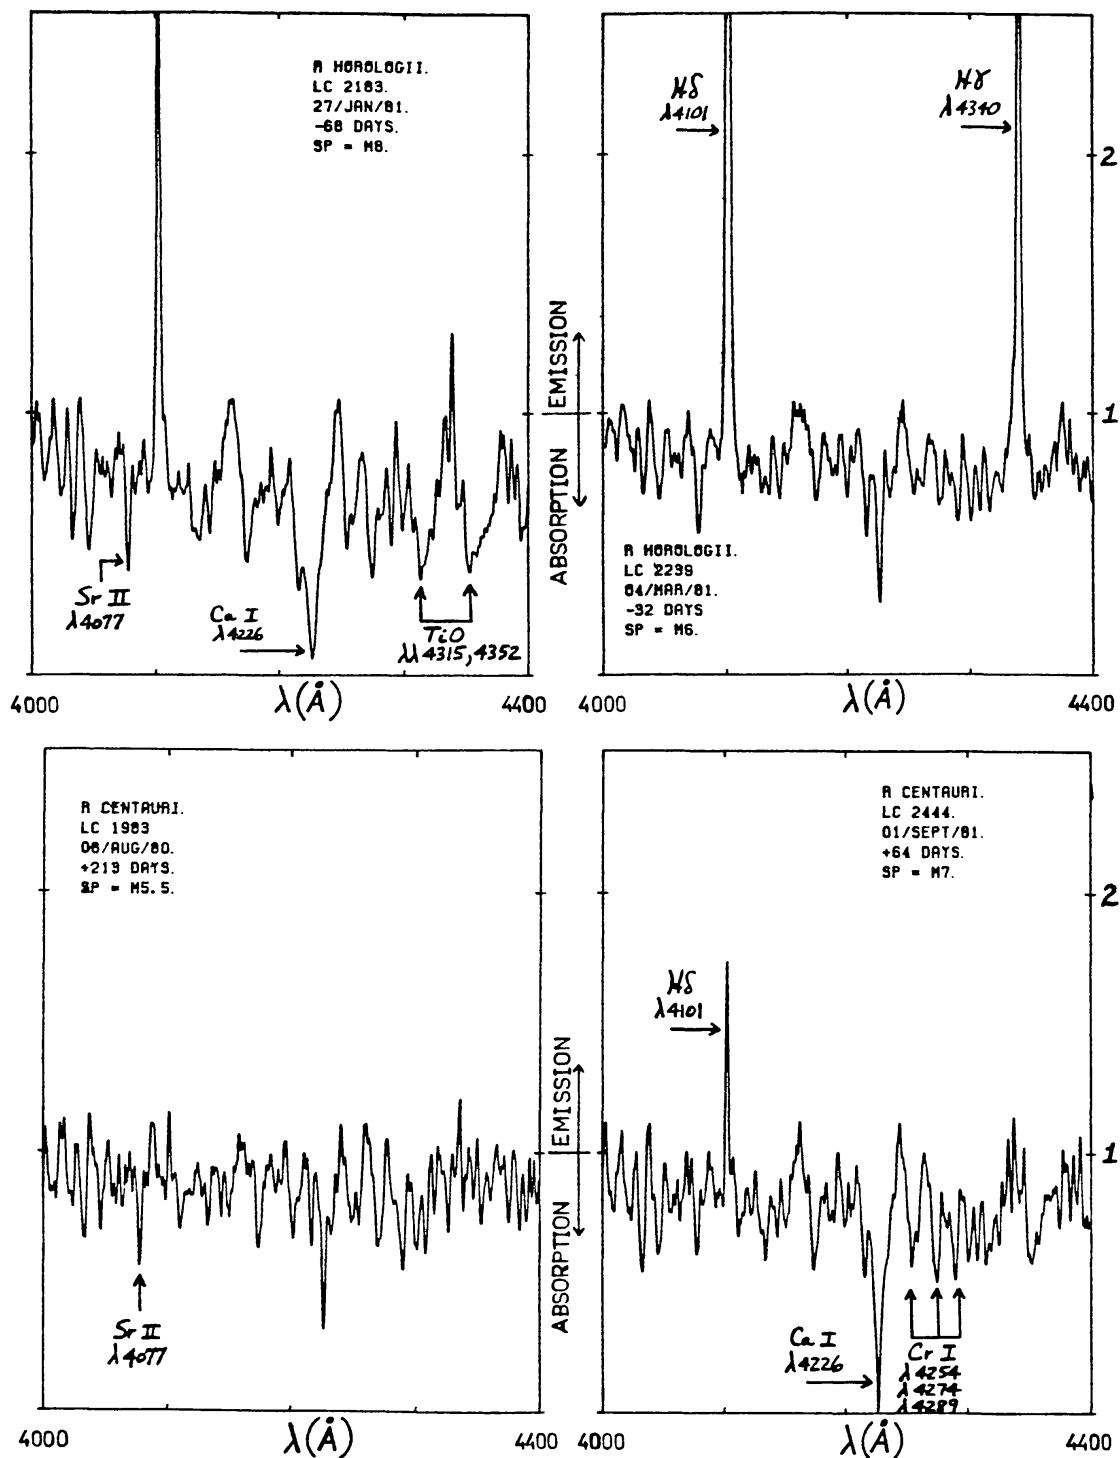 R HOROLOGII.
LC 2183.
27/JAN/81.
-68 DAYS.
SP = M8.
Sr II
λ4077
Ca I
λ4226
TiO
λλ4315,4352
4000
λ(Å)
4400
ABSORPTION
EMISSION
Hδ
λ4101
Hγ
λ4340
2
1
R HOROLOGII.
LC 2239
04/MAR/81.
-32 DAYS
SP = M6.
4000
λ(Å)
4400
R CENTAURI.
LC 1983
06/AUG/80.
+213 DAYS.
SP = M5.5.
Sr II
λ4077
4000
λ(Å)
4400
ABSORPTION
EMISSION
R CENTAURI.
LC 2444.
01/SEPT/81.
+64 DAYS.
SP = M7.
2
Hδ
λ4101
1
Ca I
λ4226
Cr I
λ4254
λ4274
λ4289
4000
λ(Å)
4400